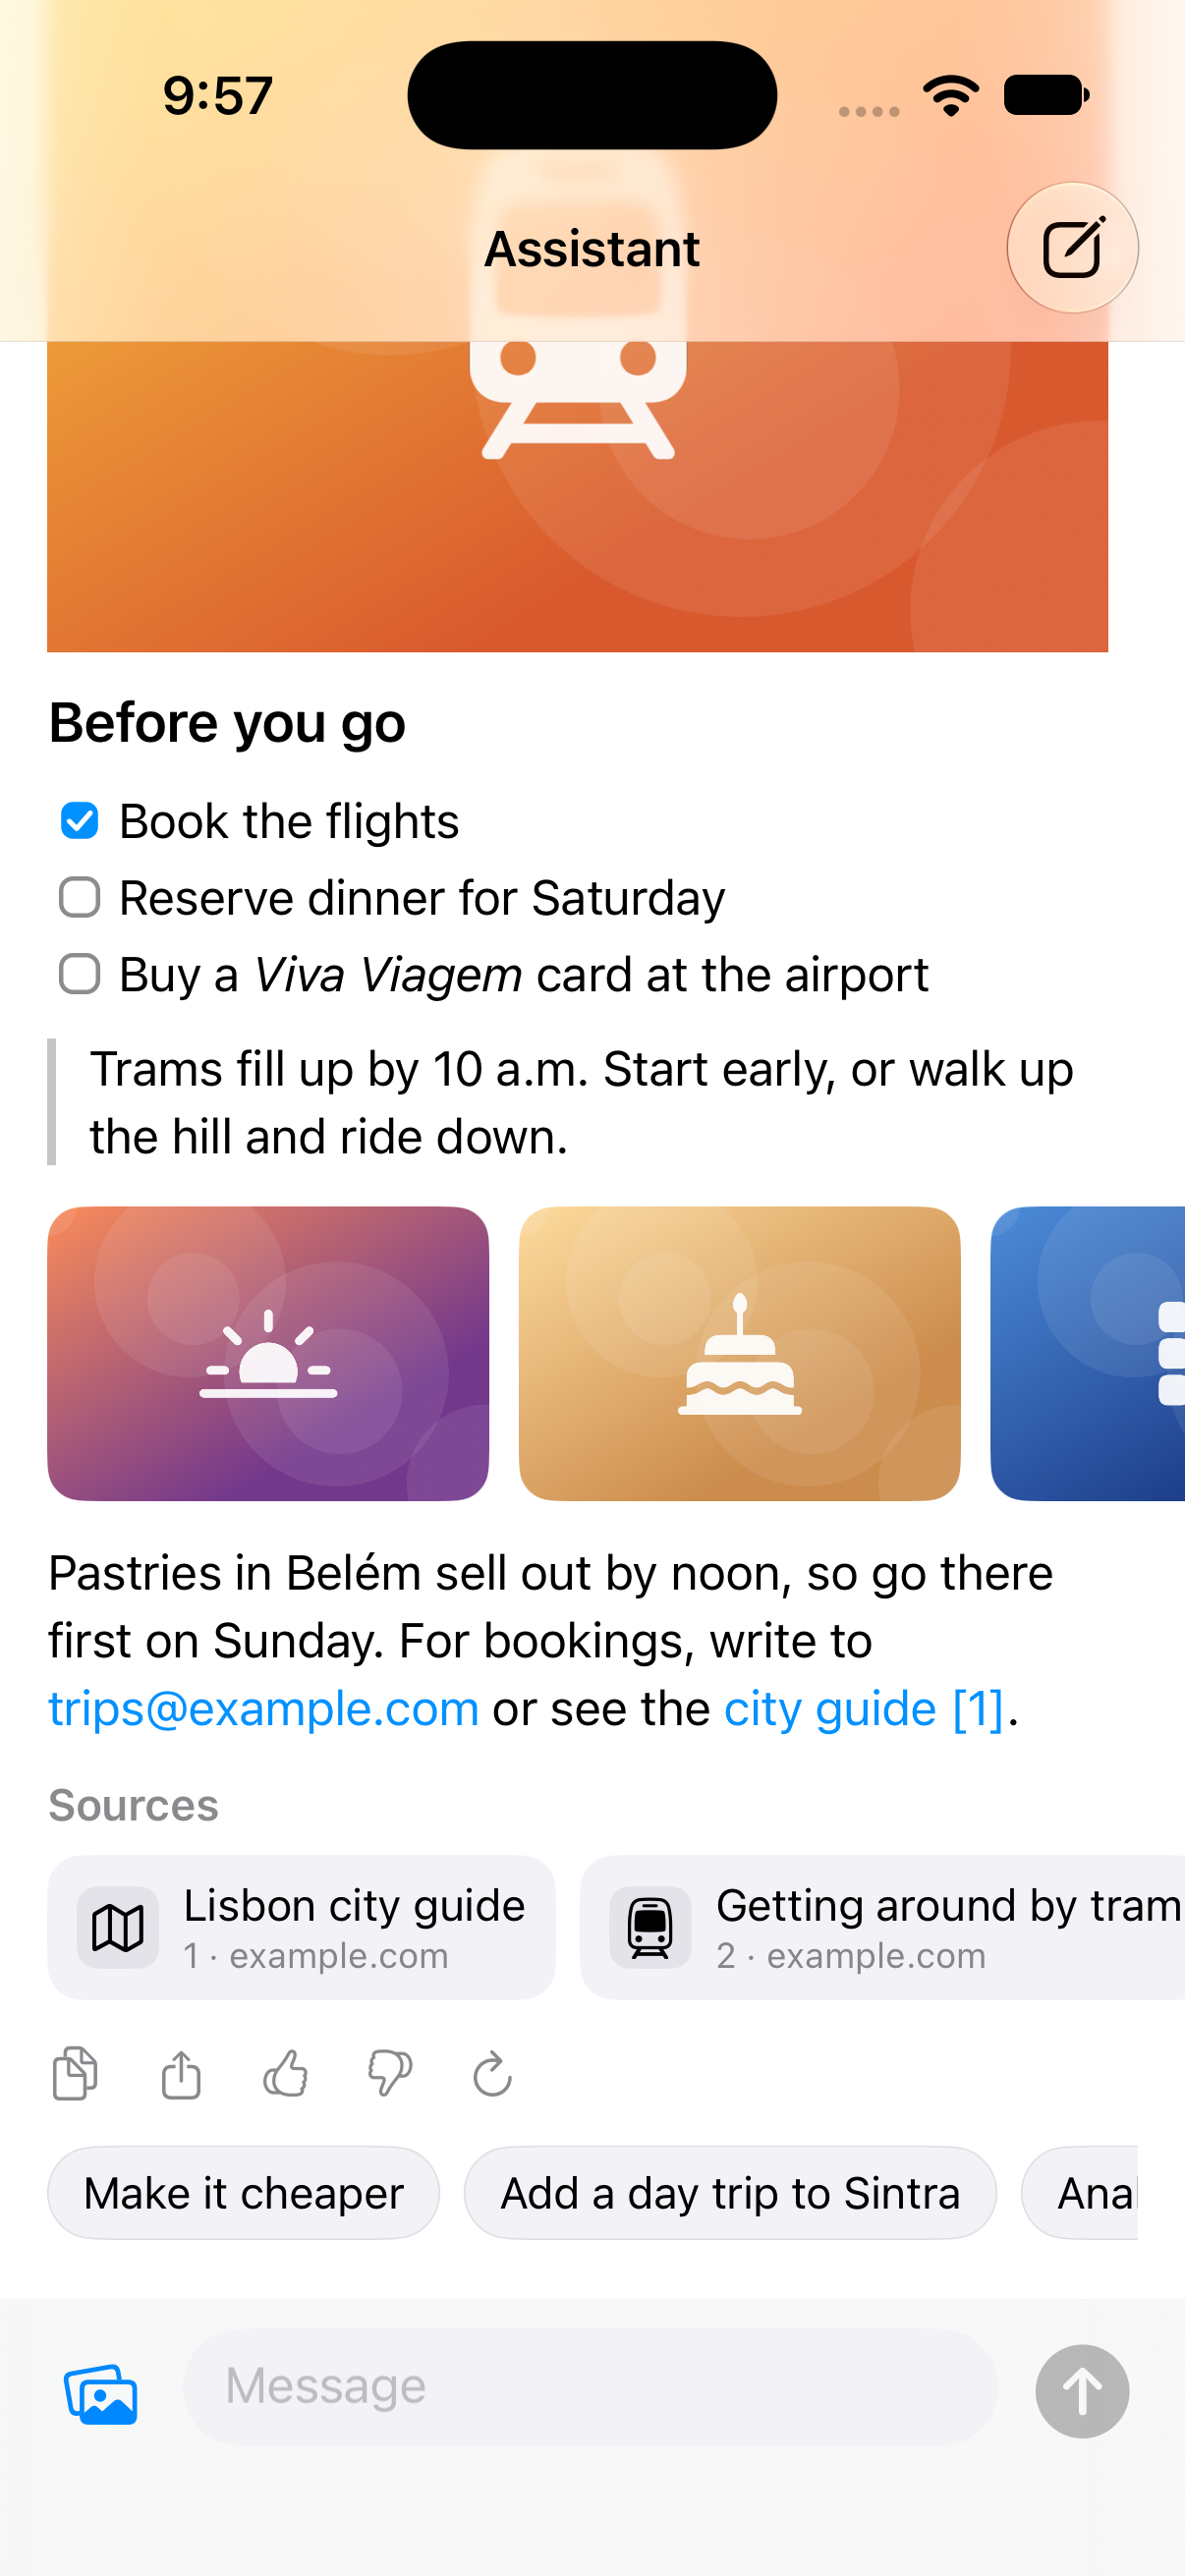 9:57
Assistant
Before you go
Book the flights
Reserve dinner for Saturday
Buy a Viva Viagem card at the airport
Trams fill up by 10 a.m. Start early, or walk up
the hill and ride down.
Pastries in Belém sell out by noon, so go there
first on Sunday. For bookings, write to
trips@example.com or see the city guide [1].
Sources
Lisbon city guide
1 · example.com
Getting around by tram
2 · example.com
Make it cheaper
Add a day trip to Sintra
Message